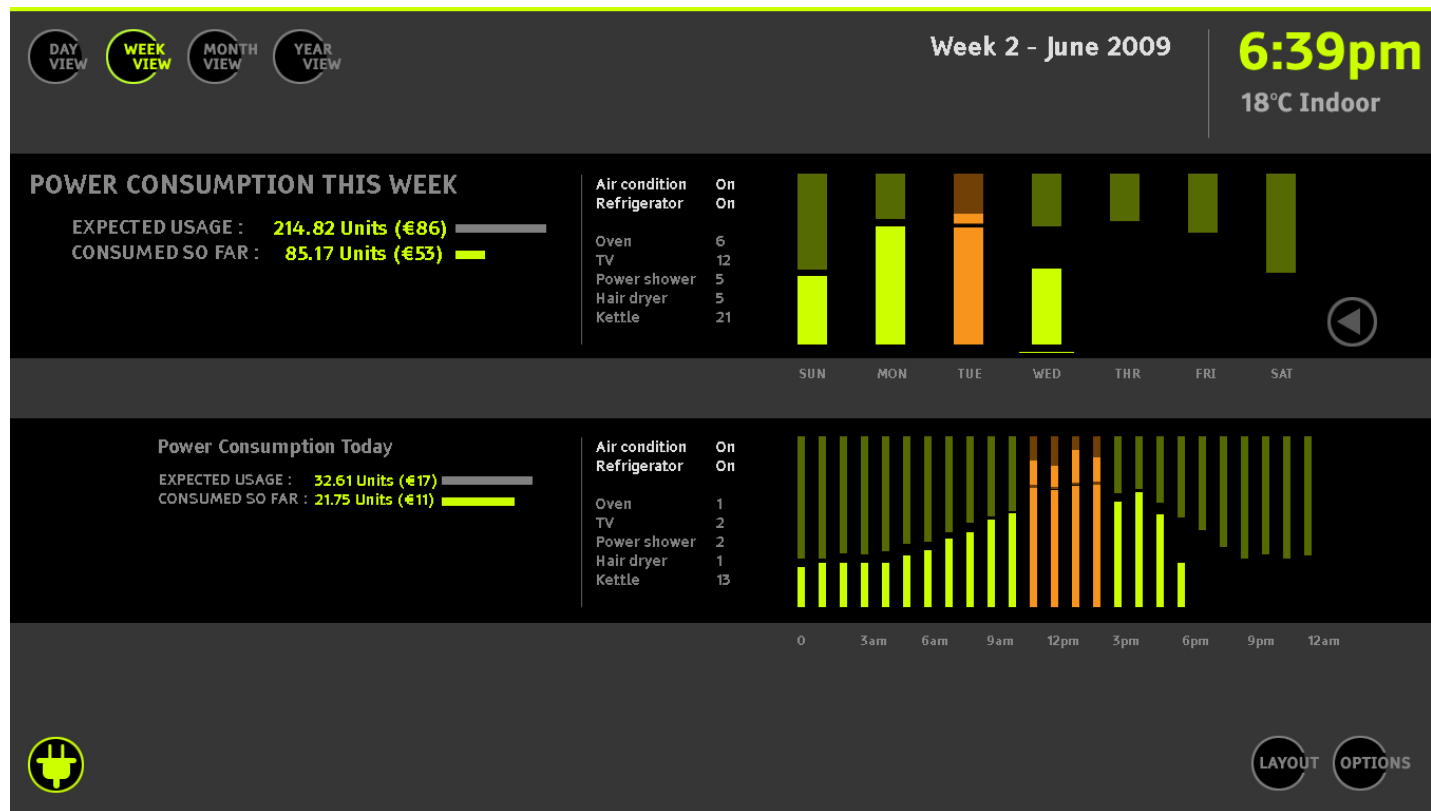 DAY VIEW
WEEK VIEW
MONTH VIEW
YEAR VIEW
Week 2 - June 2009
6:39pm
18°C Indoor
POWER CONSUMPTION THIS WEEK
EXPECTED USAGE : 214.82 Units (€86)
CONSUMED SO FAR : 85.17 Units (€53)
Air condition On
Refrigerator On
Oven 6
TV 12
Power shower 5
Hair dryer 5
Kettle 21
SUN MON TUE WED THR FRI SAT
Power Consumption Today
EXPECTED USAGE : 32.61 Units (€17)
CONSUMED SO FAR : 21.75 Units (€11)
Air condition On
Refrigerator On
Oven 1
TV 2
Power shower 2
Hair dryer 1
Kettle 13
0 3am 6am 9am 12pm 3pm 6pm 9pm 12am
LAYOUT OPTIONS